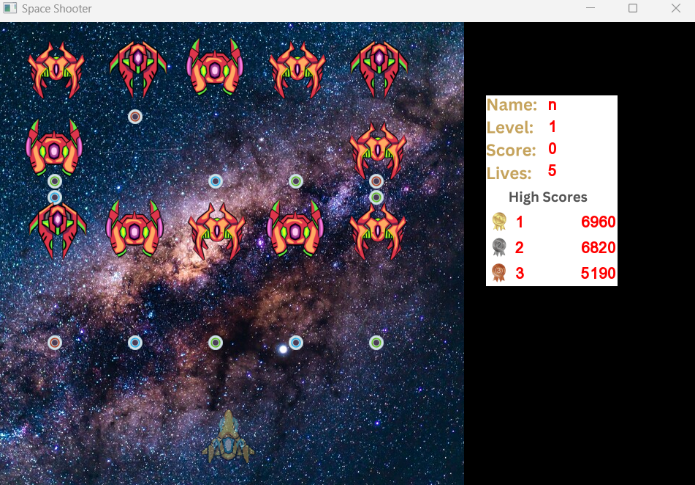 Space Shooter
Name: n
Level: 1
Score: 0
Lives: 5
High Scores
1 6960
2 6820
3 5190